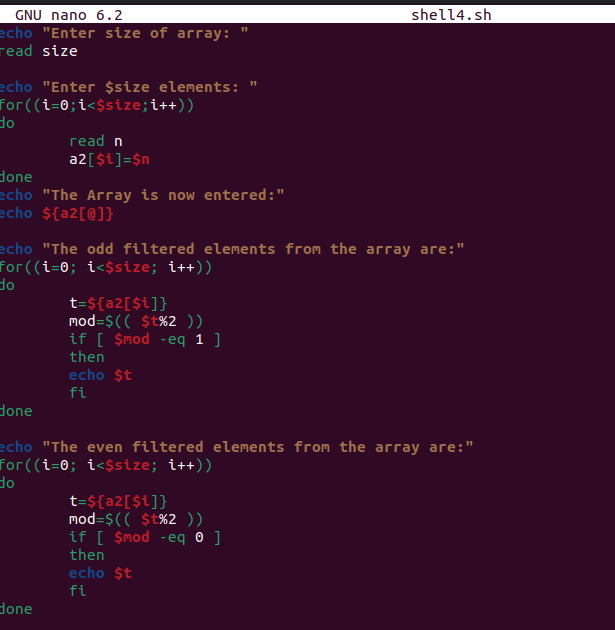 GNU nano 6.2 shell4.sh
echo "Enter size of array: "
read size
echo "Enter $size elements: "
for((i=0;i<$size;i++))
do
read n
a2[$i]=$n
done
echo "The Array is now entered:"
echo ${a2[@]}
echo "The odd filtered elements from the array are:"
for((i=0; i<$size; i++))
do
t=${a2[$i]}
mod=$(( $t%2 ))
if [ $mod -eq 1 ]
then
echo $t
fi
done
echo "The even filtered elements from the array are:"
for((i=0; i<$size; i++))
do
t=${a2[$i]}
mod=$(( $t%2 ))
if [ $mod -eq 0 ]
then
echo $t
fi
done